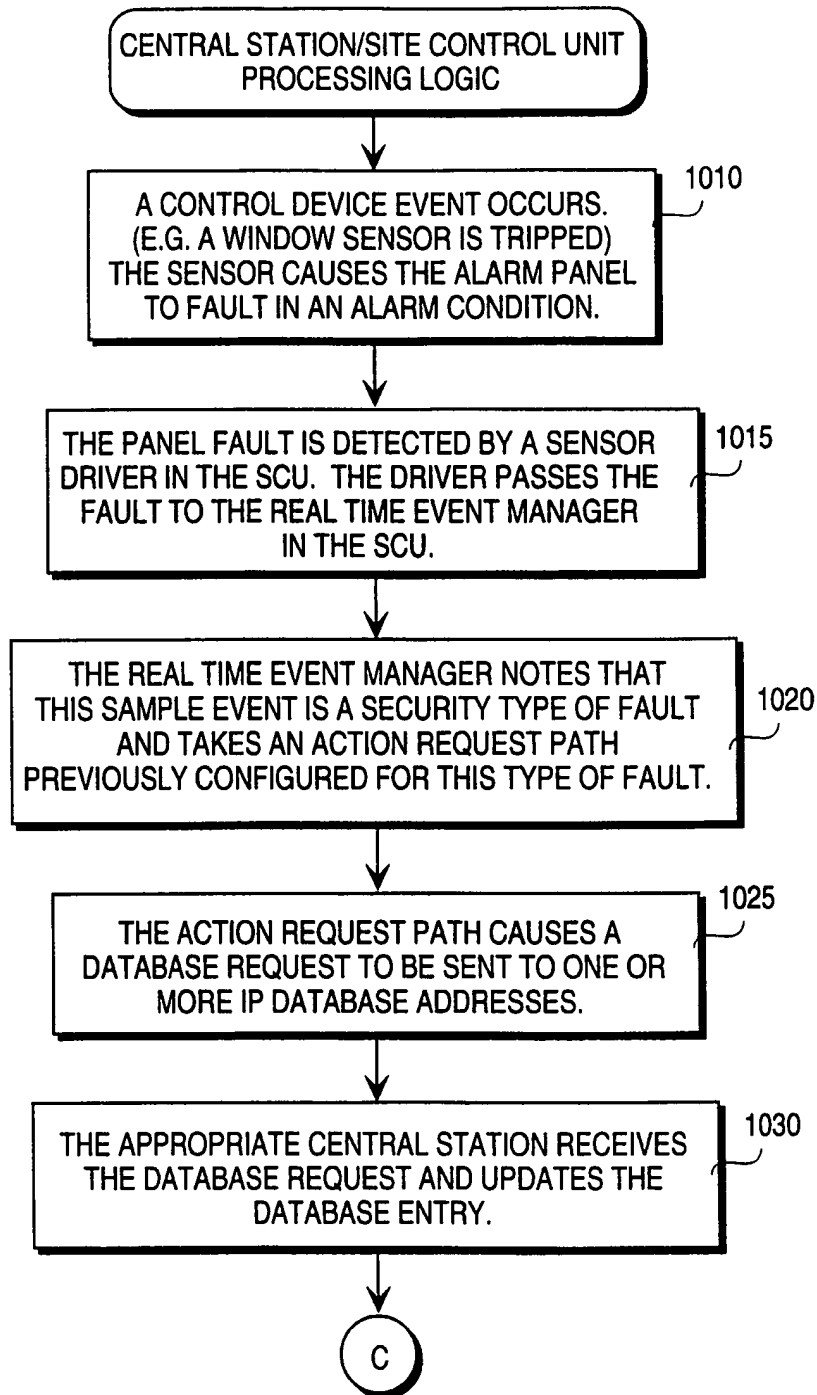 CENTRAL STATION/SITE CONTROL UNIT
PROCESSING LOGIC
1010
A CONTROL DEVICE EVENT OCCURS.
(E.G. A WINDOW SENSOR IS TRIPPED)
THE SENSOR CAUSES THE ALARM PANEL
TO FAULT IN AN ALARM CONDITION.
1015
THE PANEL FAULT IS DETECTED BY A SENSOR
DRIVER IN THE SCU. THE DRIVER PASSES THE
FAULT TO THE REAL TIME EVENT MANAGER
IN THE SCU.
1020
THE REAL TIME EVENT MANAGER NOTES THAT
THIS SAMPLE EVENT IS A SECURITY TYPE OF FAULT
AND TAKES AN ACTION REQUEST PATH
PREVIOUSLY CONFIGURED FOR THIS TYPE OF FAULT.
1025
THE ACTION REQUEST PATH CAUSES A
DATABASE REQUEST TO BE SENT TO ONE OR
MORE IP DATABASE ADDRESSES.
1030
THE APPROPRIATE CENTRAL STATION RECEIVES
THE DATABASE REQUEST AND UPDATES THE
DATABASE ENTRY.
C